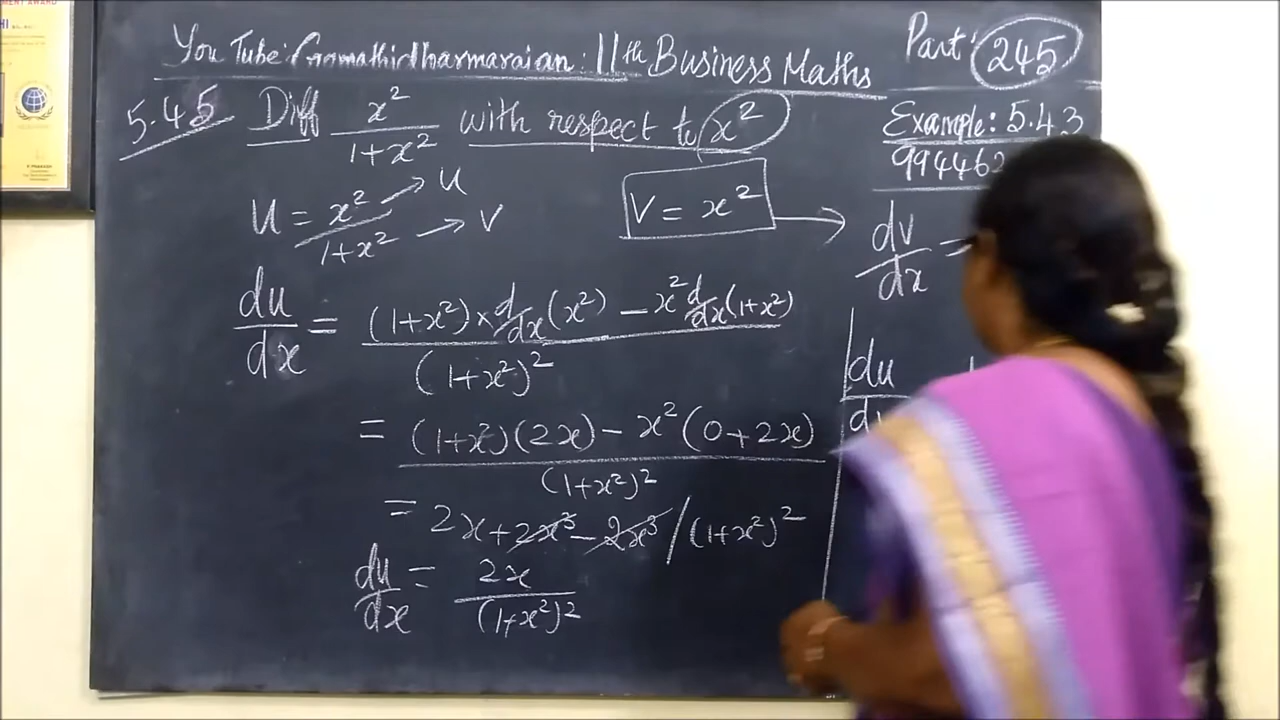 You Tube: Gomathidharmarajan: 11th Business Maths
Part: 245
5.45 Diff x²/(1+x²) with respect to x²
Example: 5.43
994462
U = x²/(1+x²) → u → v
V = x²
dv/dx =
du/dx = ((1+x²) × d/dx (x²) − x² d/dx (1+x²))/(1+x²)²
= ((1+x²)(2x) − x²(0+2x))/(1+x²)²
= 2x + 2x³ − 2x³ / (1+x²)²
du/dx = 2x/(1+x²)²
du